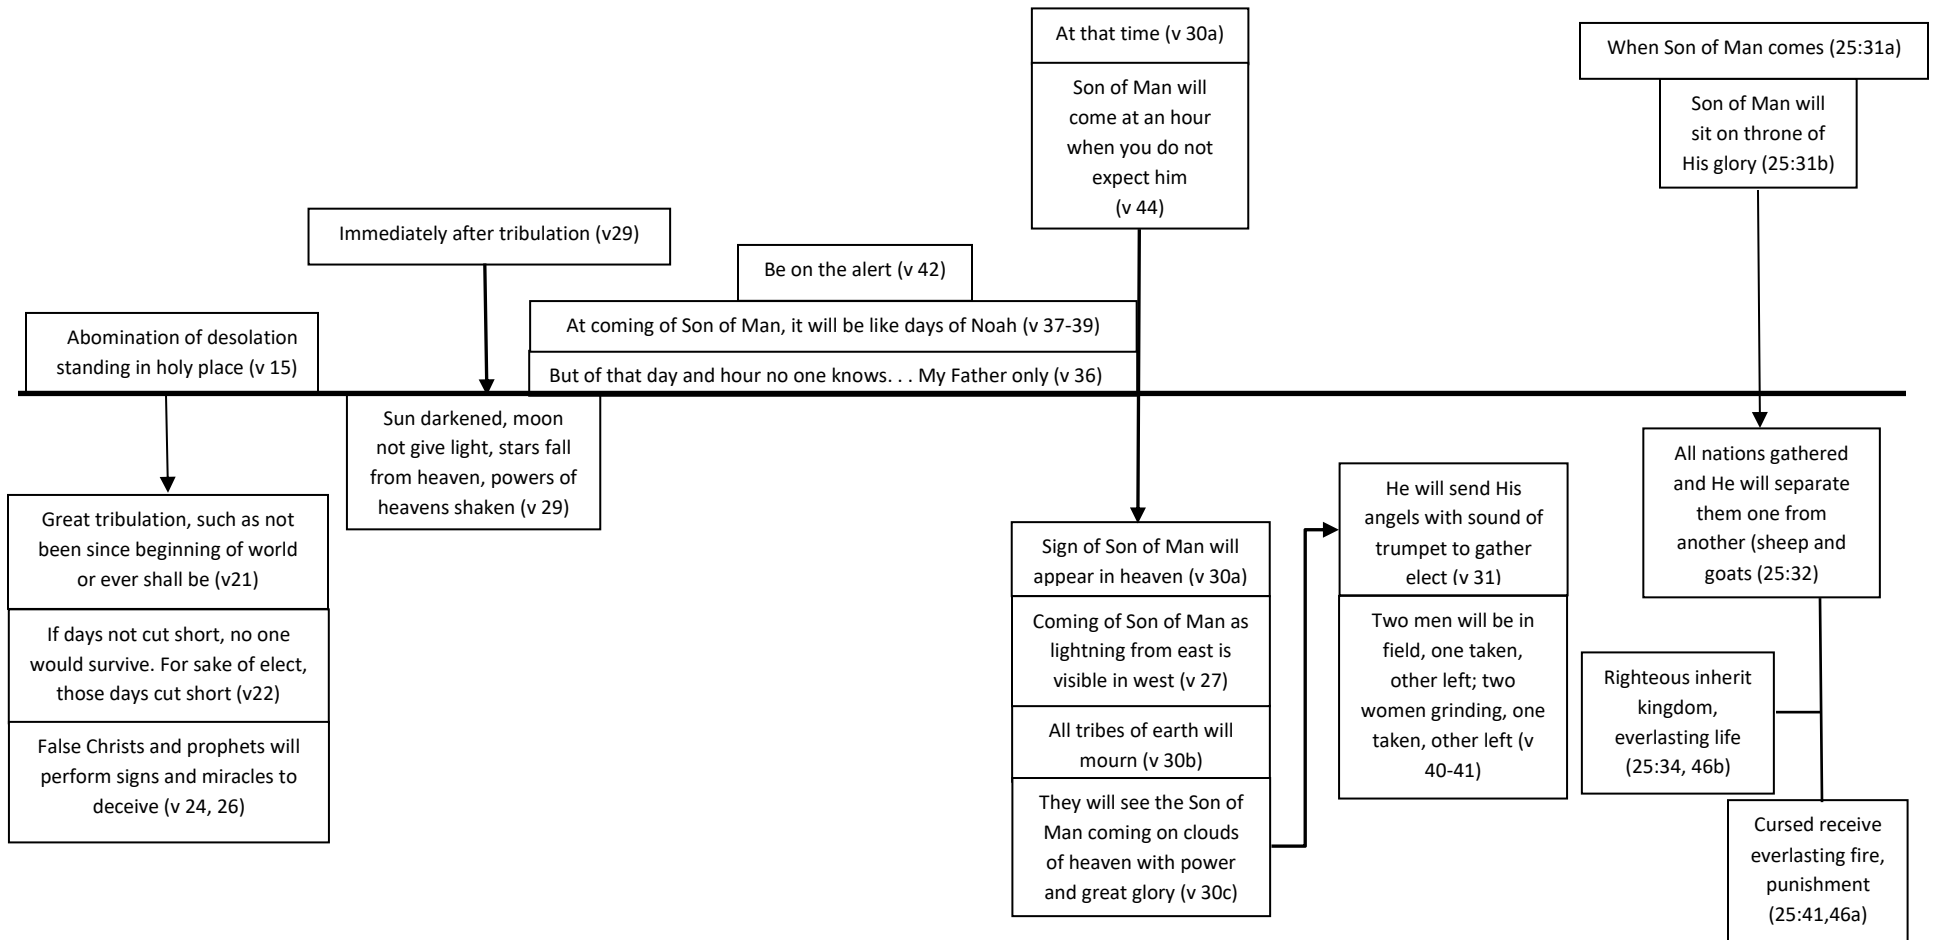 At that time (v 30a)
Son of Man will
come at an hour
when you do not
expect him
(v 44)
When Son of Man comes (25:31a)
Son of Man will
sit on throne of
His glory (25:31b)
Immediately after tribulation (v29)
Be on the alert (v 42)
At coming of Son of Man, it will be like days of Noah (v 37-39)
But of that day and hour no one knows. . . My Father only (v 36)
Abomination of desolation
standing in holy place (v 15)
Sun darkened, moon
not give light, stars fall
from heaven, powers of
heavens shaken (v 29)
Great tribulation, such as not
been since beginning of world
or ever shall be (v21)
If days not cut short, no one
would survive. For sake of elect,
those days cut short (v22)
False Christs and prophets will
perform signs and miracles to
deceive (v 24, 26)
Sign of Son of Man will
appear in heaven (v 30a)
Coming of Son of Man as
lightning from east is
visible in west (v 27)
All tribes of earth will
mourn (v 30b)
They will see the Son of
Man coming on clouds
of heaven with power
and great glory (v 30c)
He will send His
angels with sound of
trumpet to gather
elect (v 31)
Two men will be in
field, one taken,
other left; two
women grinding, one
taken, other left (v
40-41)
All nations gathered
and He will separate
them one from
another (sheep and
goats (25:32)
Righteous inherit
kingdom,
everlasting life
(25:34, 46b)
Cursed receive
everlasting fire,
punishment
(25:41,46a)